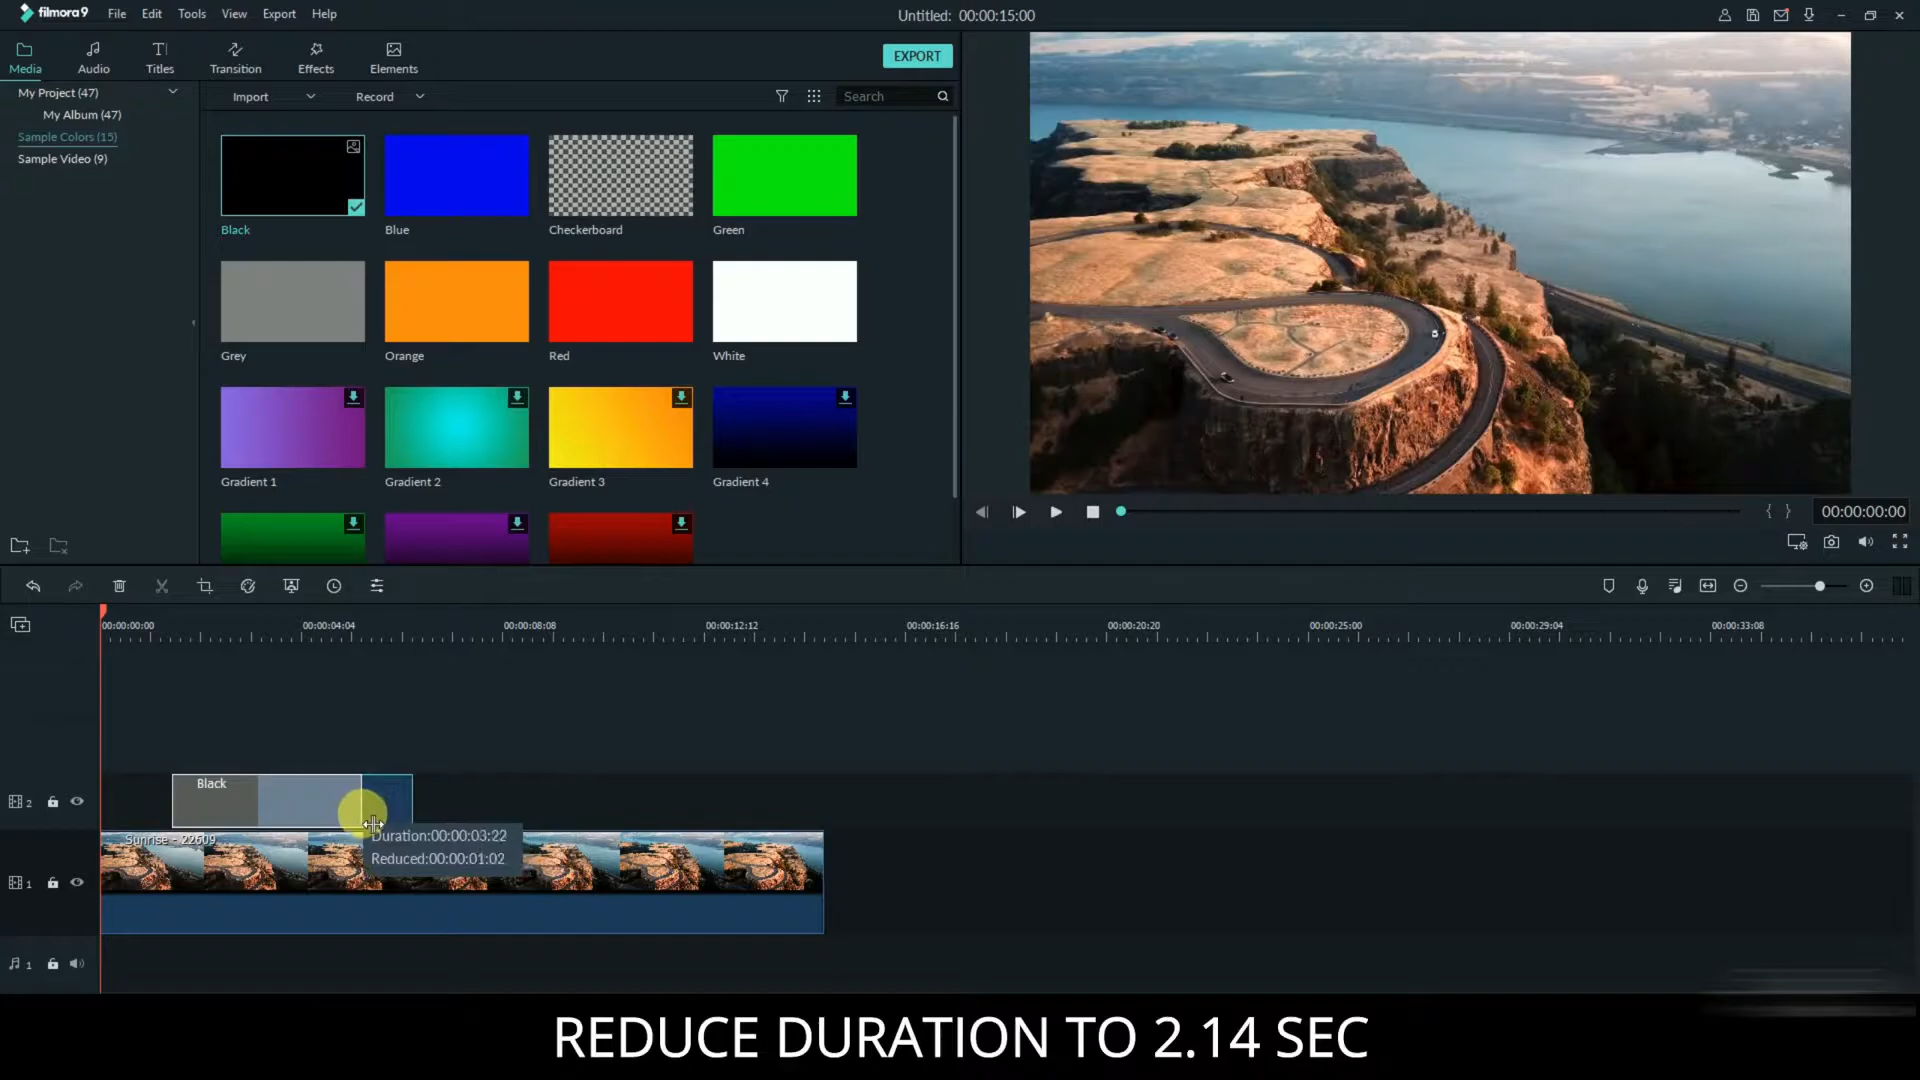 filmora9 File Edit Tools View Export Help Untitled: 00:00:15:00
Media Audio Titles Transition Effects Elements EXPORT
My Project (47)
My Album (47)
Sample Colors (15)
Sample Video (9)
Import Record Search
Black Blue Checkerboard Green
Grey Orange Red White
Gradient 1 Gradient 2 Gradient 3 Gradient 4
{ } 00:00:00:00
00:00:00:00 00:00:04:04 00:00:08:08 00:00:12:12 00:00:16:16 00:00:20:20 00:00:25:00 00:00:29:04 00:00:33:08
2 Black
Sunrise - 22609
Duration:00:00:03:22
Reduced:00:00:01:02
1
1
REDUCE DURATION TO 2.14 SEC